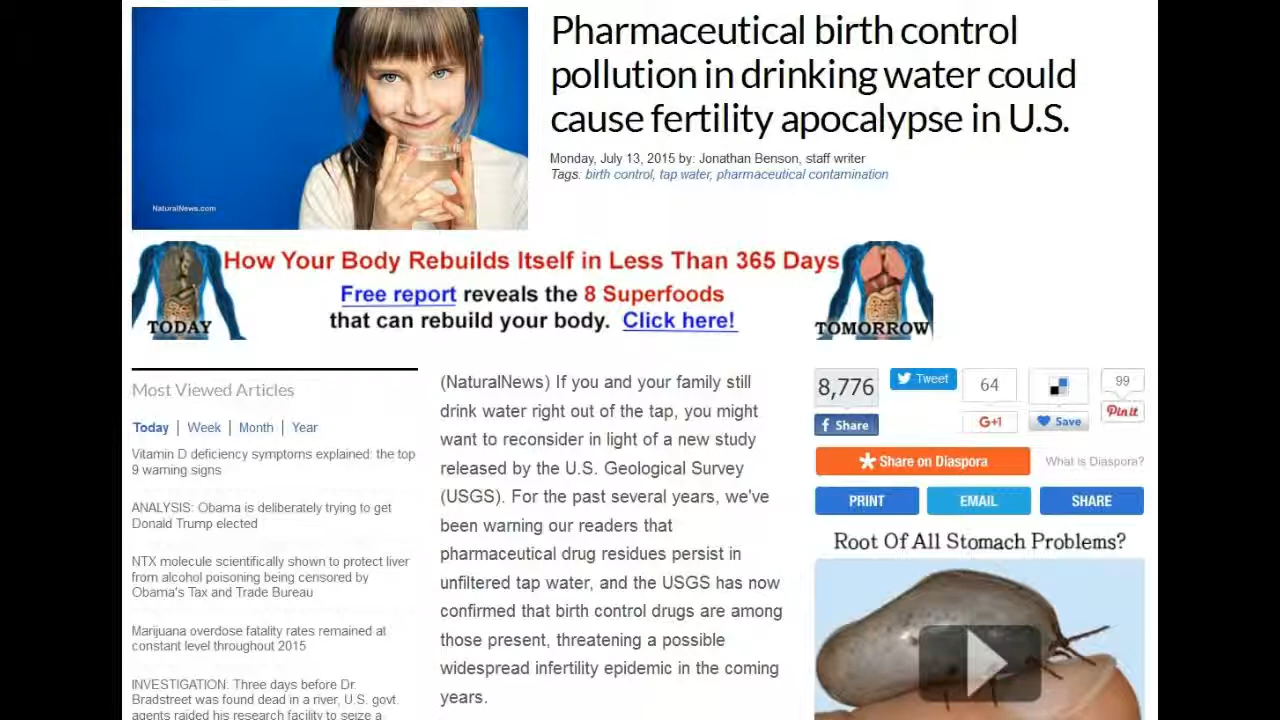 Pharmaceutical birth control
pollution in drinking water could
cause fertility apocalypse in U.S.
Monday, July 13, 2015 by: Jonathan Benson, staff writer
Tags: birth control, tap water, pharmaceutical contamination
NaturalNews.com
How Your Body Rebuilds Itself in Less Than 365 Days
Free report reveals the 8 Superfoods
that can rebuild your body. Click here!
TODAY
TOMORROW
Most Viewed Articles
Today | Week | Month | Year
Vitamin D deficiency symptoms explained: the top
9 warning signs
ANALYSIS: Obama is deliberately trying to get
Donald Trump elected
NTX molecule scientifically shown to protect liver
from alcohol poisoning being censored by
Obama's Tax and Trade Bureau
Marijuana overdose fatality rates remained at
constant level throughout 2015
INVESTIGATION: Three days before Dr.
Bradstreet was found dead in a river, U.S. govt.
agents raided his research facility to seize a
(NaturalNews) If you and your family still
drink water right out of the tap, you might
want to reconsider in light of a new study
released by the U.S. Geological Survey
(USGS). For the past several years, we've
been warning our readers that
pharmaceutical drug residues persist in
unfiltered tap water, and the USGS has now
confirmed that birth control drugs are among
those present, threatening a possible
widespread infertility epidemic in the coming
years.
8,776
Share
Tweet
64
G+1
Save
99
Pin it
Share on Diaspora
What is Diaspora?
PRINT
EMAIL
SHARE
Root Of All Stomach Problems?